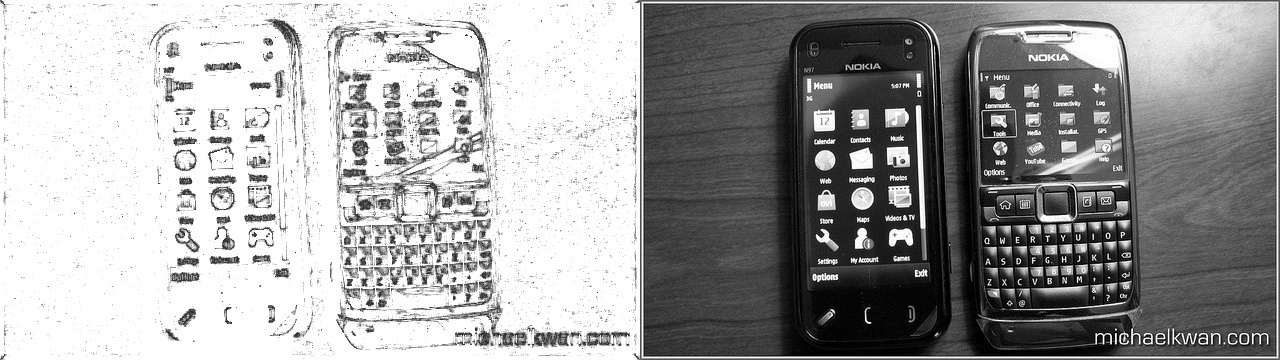 NOKIA
N97
NOKIA
Menu
5:07 PM
3G
12
Calendar
Contacts
Music
Web
Messaging
Photos
ovi
Store
Maps
Videos & TV
Settings
My Account
Games
Options
Exit
NOKIA
Menu
Communic.
Office
Connectivity
Log
Tools
Media
Installat.
GPS
Web
YouTube
Help
Options
Exit
Q W E R T Y U I O P
A S D F G H J K L
Z X C V B N M
michaelkwan.com
michaelkwan.com